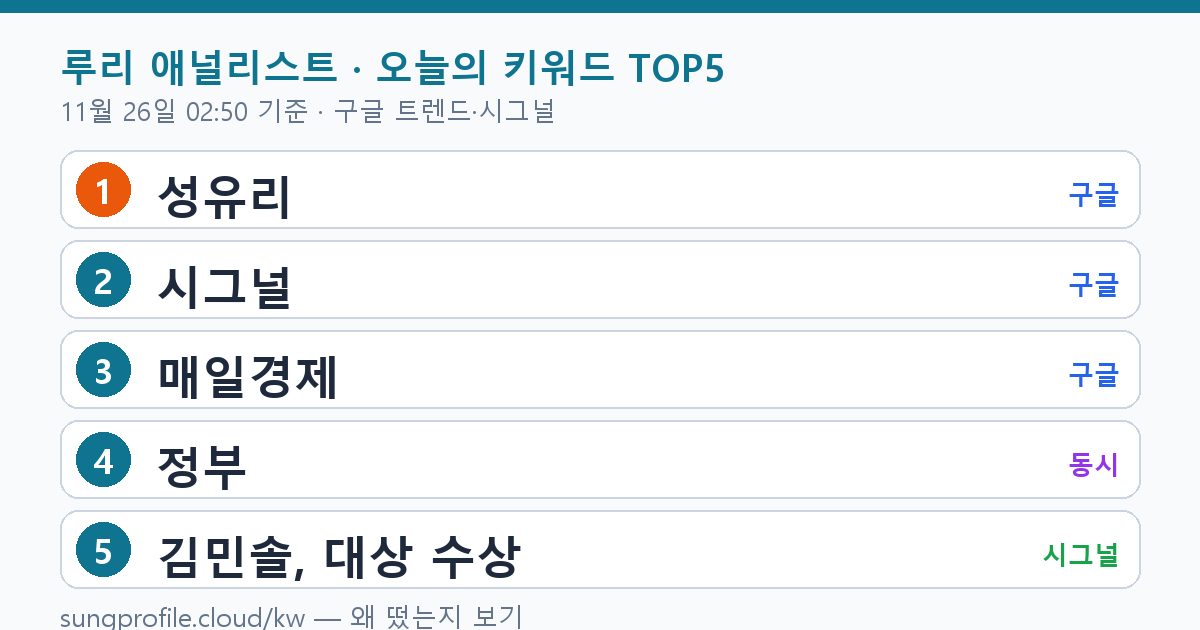 루리 애널리스트 · 오늘의 키워드 TOP5
11월 26일 02:50 기준 · 구글 트렌드·시그널
1 성유리 구글
2 시그널 구글
3 매일경제 구글
4 정부 동시
5 김민솔, 대상 수상 시그널
sungprofile.cloud/kw — 왜 떴는지 보기